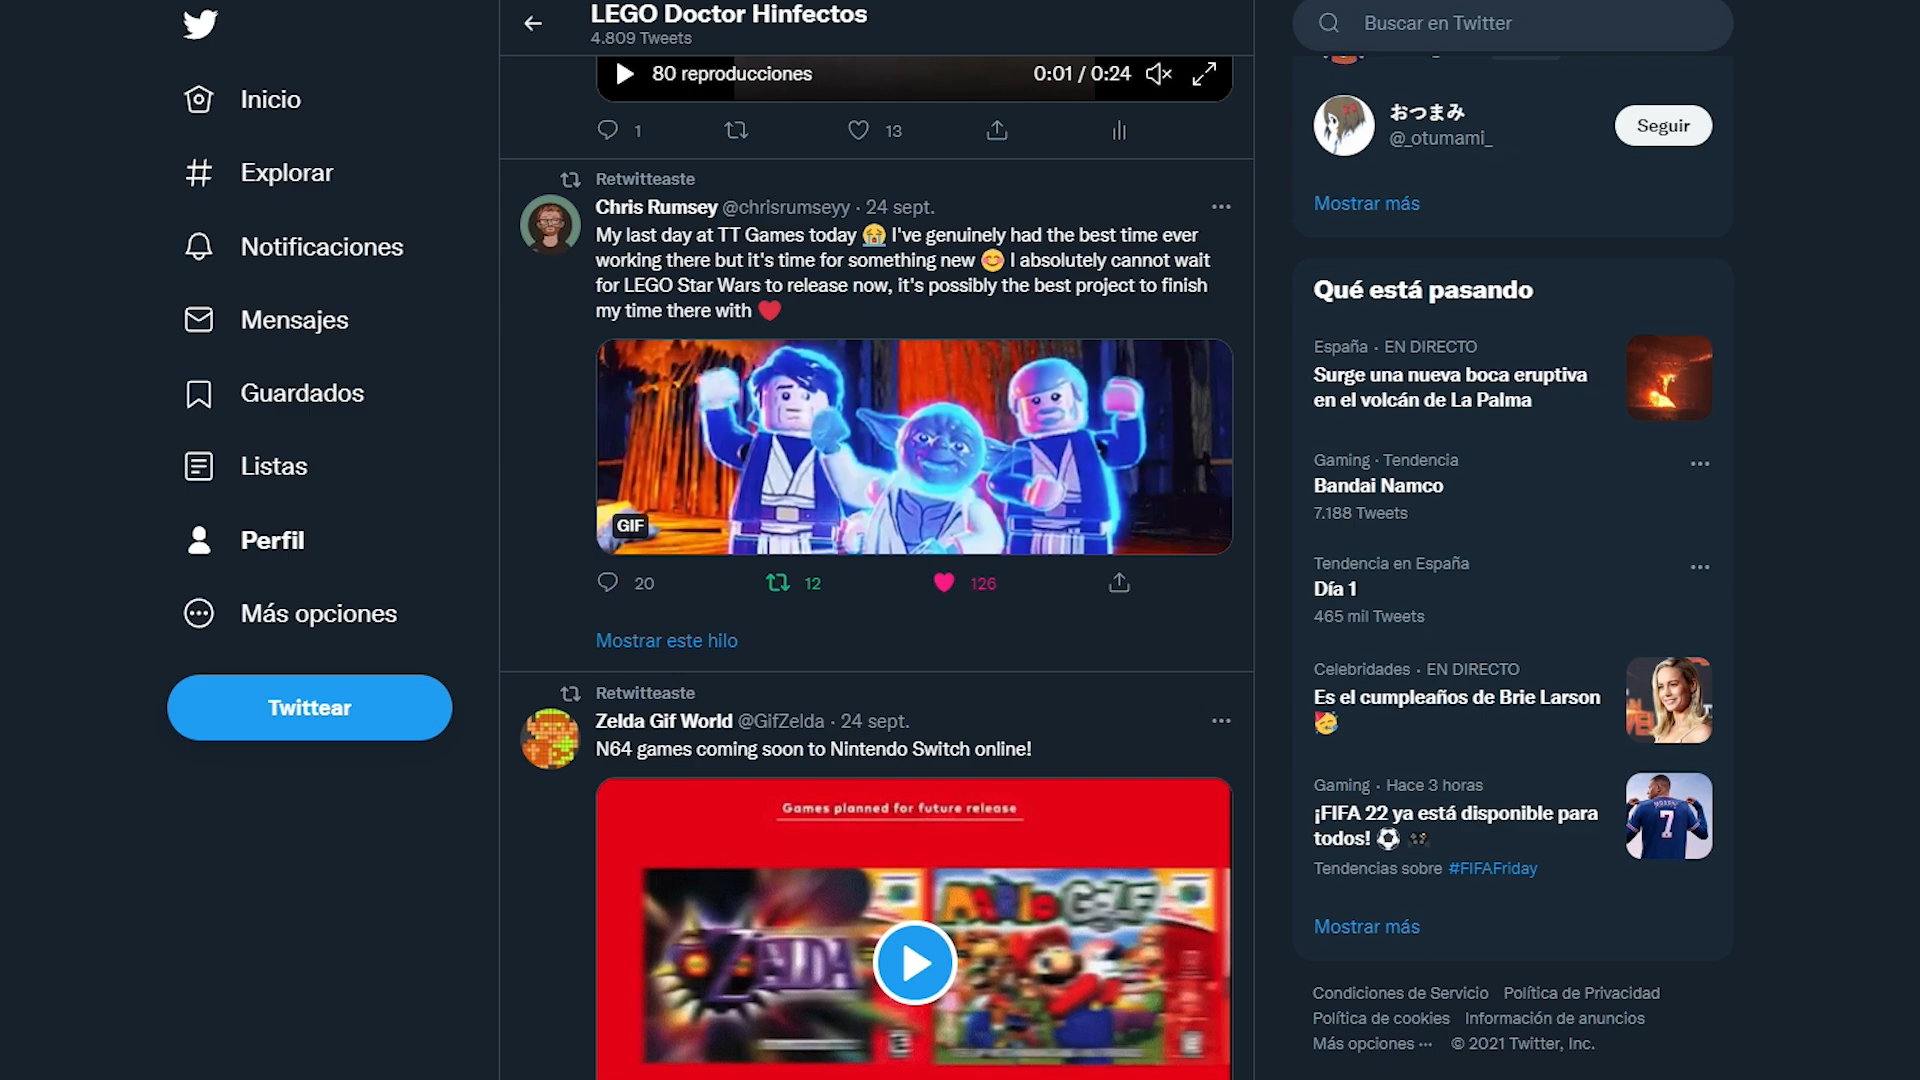 Inicio
Explorar
Notificaciones
Mensajes
Guardados
Listas
Perfil
Más opciones
Twittear
LEGO Doctor Hinfectos
4.809 Tweets
80 reproducciones
0:01 / 0:24
1
13
Retwitteaste
Chris Rumsey @chrisrumseyy · 24 sept.
My last day at TT Games today 😭 I've genuinely had the best time ever
working there but it's time for something new 😊 I absolutely cannot wait
for LEGO Star Wars to release now, it's possibly the best project to finish
my time there with ❤️
GIF
20
12
126
Mostrar este hilo
Retwitteaste
Zelda Gif World @GifZelda · 24 sept.
N64 games coming soon to Nintendo Switch online!
Games planned for future release
ZELDA
Mario Golf
Buscar en Twitter
おつまみ
@_otumami_
Seguir
Mostrar más
Qué está pasando
España · EN DIRECTO
Surge una nueva boca eruptiva
en el volcán de La Palma
Gaming · Tendencia
Bandai Namco
7.188 Tweets
Tendencia en España
Día 1
465 mil Tweets
Celebridades · EN DIRECTO
Es el cumpleaños de Brie Larson
🥳
Gaming · Hace 3 horas
¡FIFA 22 ya está disponible para
todos! ⚽ 🎮
Tendencias sobre #FIFAFriday
7
Mostrar más
Condiciones de Servicio Política de Privacidad
Política de cookies Información de anuncios
Más opciones ··· © 2021 Twitter, Inc.